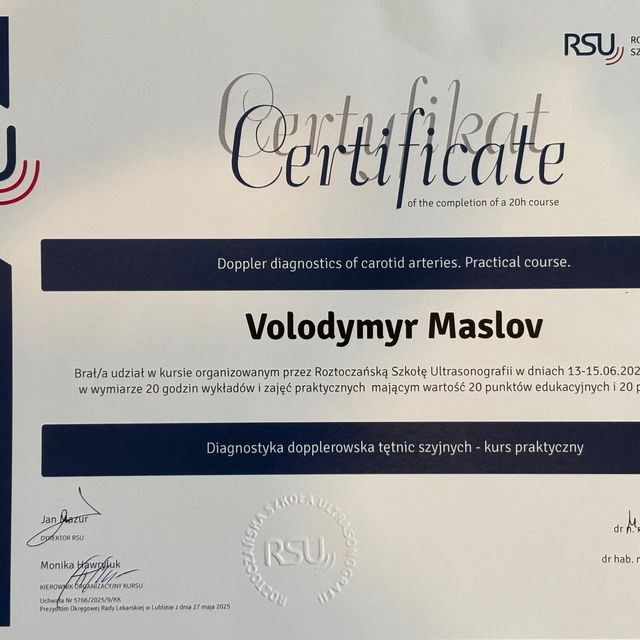 RSU
Certyfikat
Certificate
of the completion of a 20h course
Doppler diagnostics of carotid arteries. Practical course.
Volodymyr Maslov
Brał/a udział w kursie organizowanym przez Roztoczańską Szkołę Ultrasonografii w dniach 13-15.06.202
w wymiarze 20 godzin wykładów i zajęć praktycznych mającym wartość 20 punktów edukacyjnych i 20 p
Diagnostyka dopplerowska tętnic szyjnych - kurs praktyczny
Jan Mazur
DYREKTOR RSU
Monika Hawryluk
KIEROWNIK ORGANIZACYJNY KURSU
Uchwała Nr 5766/2025/9/KK
Prezydium Okręgowej Rady Lekarskiej w Lublinie z dnia 27 maja 2025
ROZTOCZAŃSKA SZKOŁA ULTRASONOGRAFII
RSU
dr n.
dr hab.